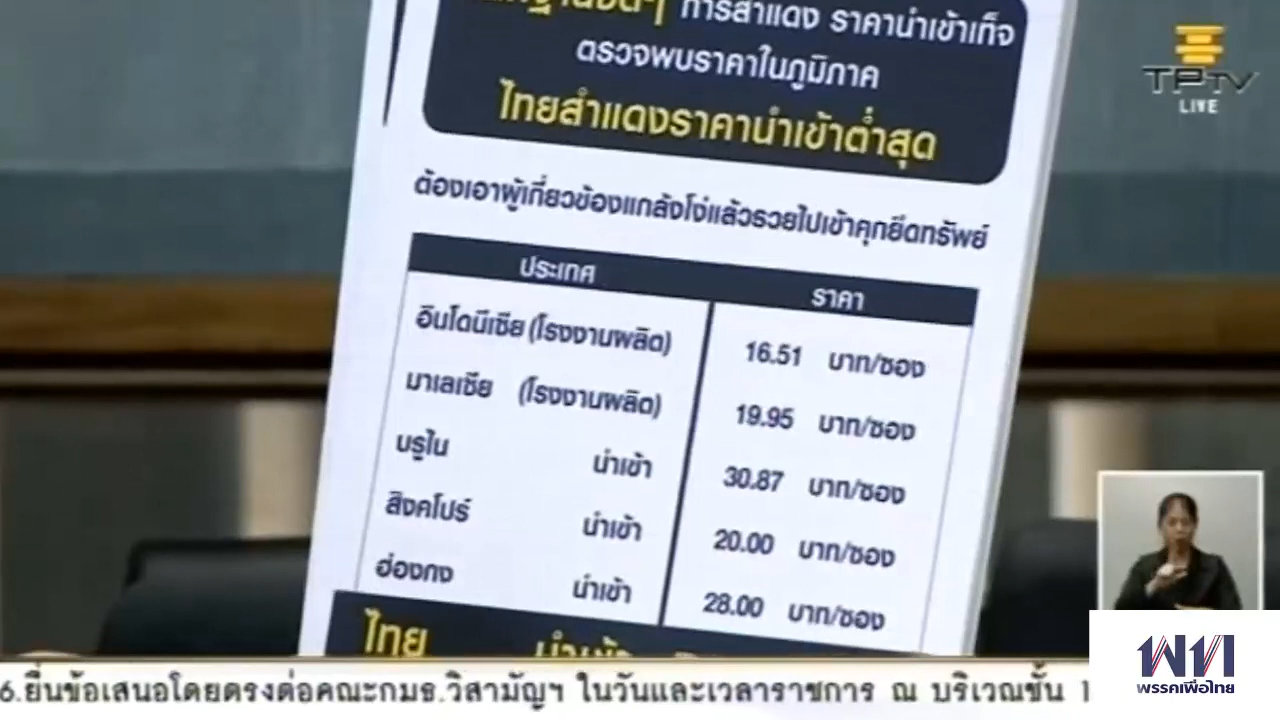 การสำแดง ราคานำเข้าเท็จ
ตรวจพบราคาในภูมิภาค
ไทยสำแดงราคานำเข้าต่ำสุด
ต้องเอาผู้เกี่ยวข้องแกล้งโง่แล้วรวยไปเข้าคุกยึดทรัพย์
ประเทศ ราคา
อินโดนีเซีย (โรงงานผลิต) 16.51 บาท/ซอง
มาเลเซีย (โรงงานผลิต) 19.95 บาท/ซอง
บรูไน นำเข้า 30.87 บาท/ซอง
สิงคโปร์ นำเข้า 20.00 บาท/ซอง
ฮ่องกง นำเข้า 28.00 บาท/ซอง
ไทย นำเข้า
TPTV
LIVE
พท
พรรคเพื่อไทย
6.ยื่นข้อเสนอโดยตรงต่อคณะกมธ.วิสามัญฯ ในวันและเวลาราชการ ณ บริเวณชั้น 1